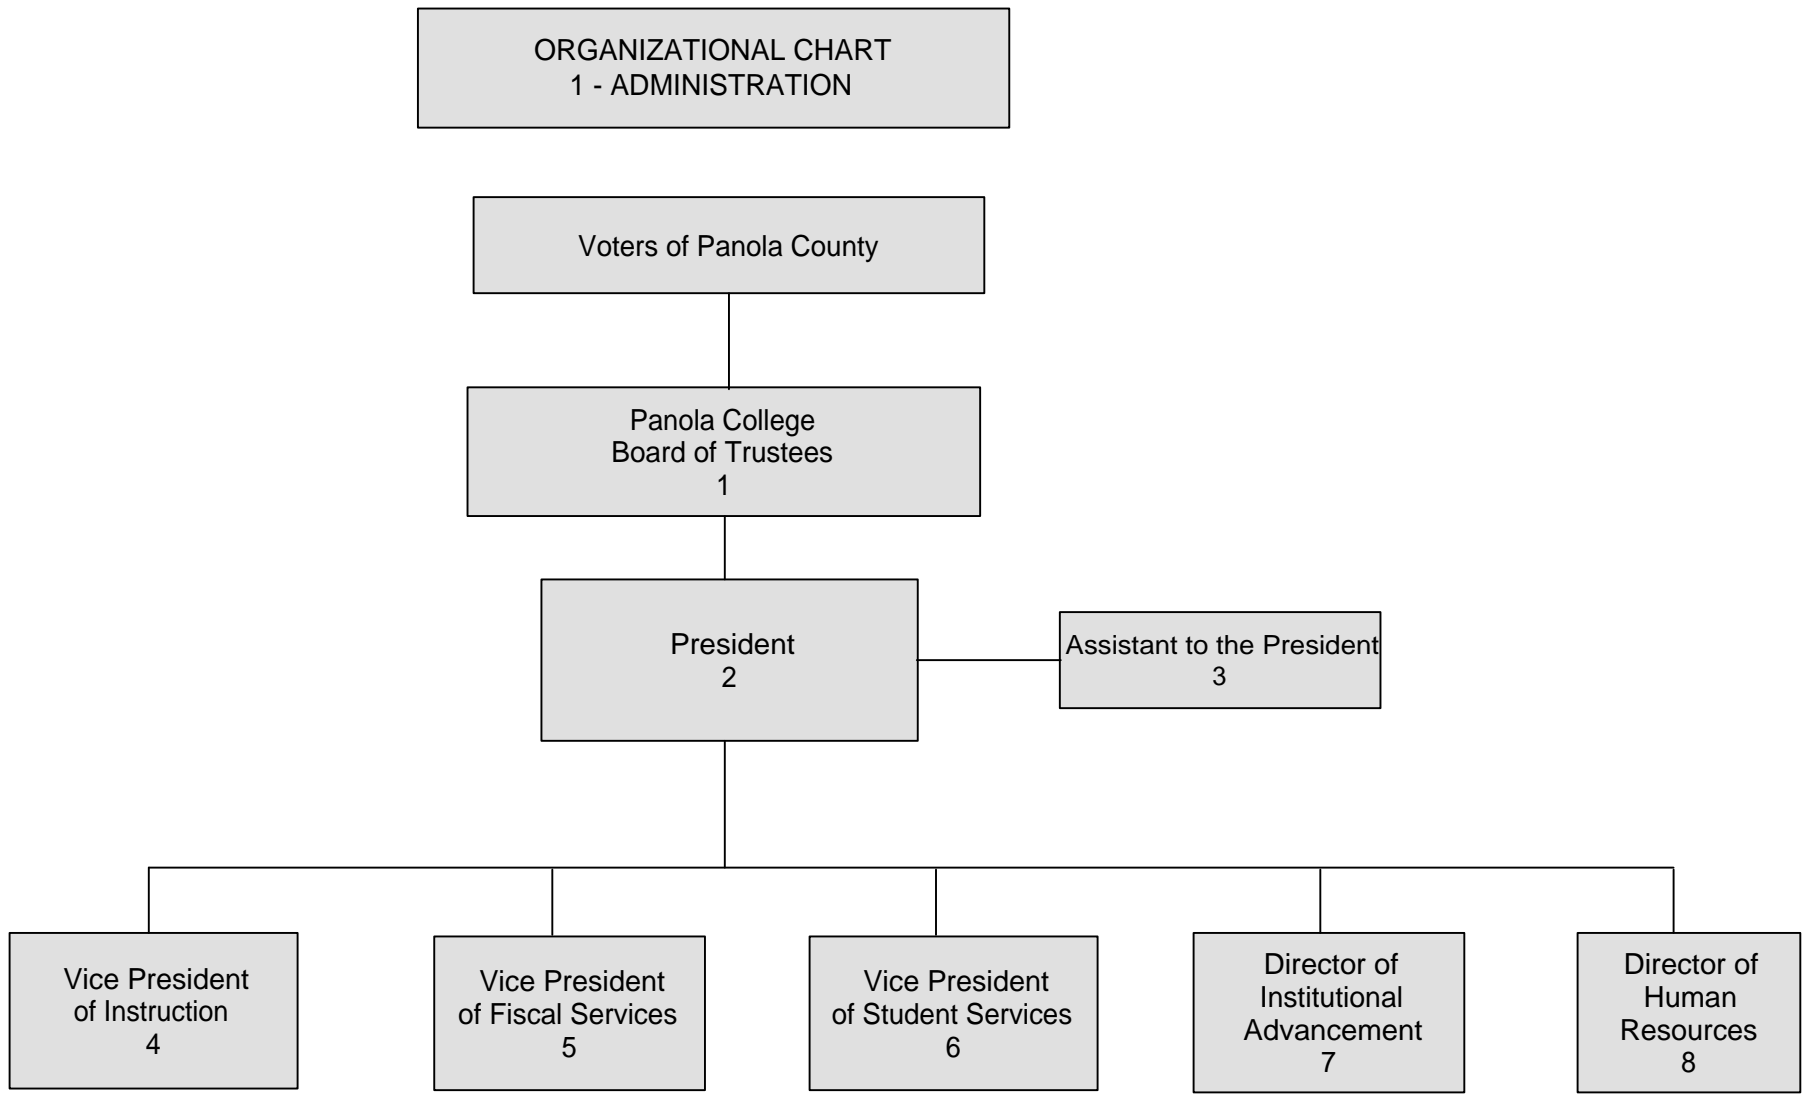 ORGANIZATIONAL CHART
1 - ADMINISTRATION
Voters of Panola County
Panola College
Board of Trustees
1
President
2
Assistant to the President
3
Vice President
of Instruction
4
Vice President
of Fiscal Services
5
Vice President
of Student Services
6
Director of
Institutional
Advancement
7
Director of
Human
Resources
8